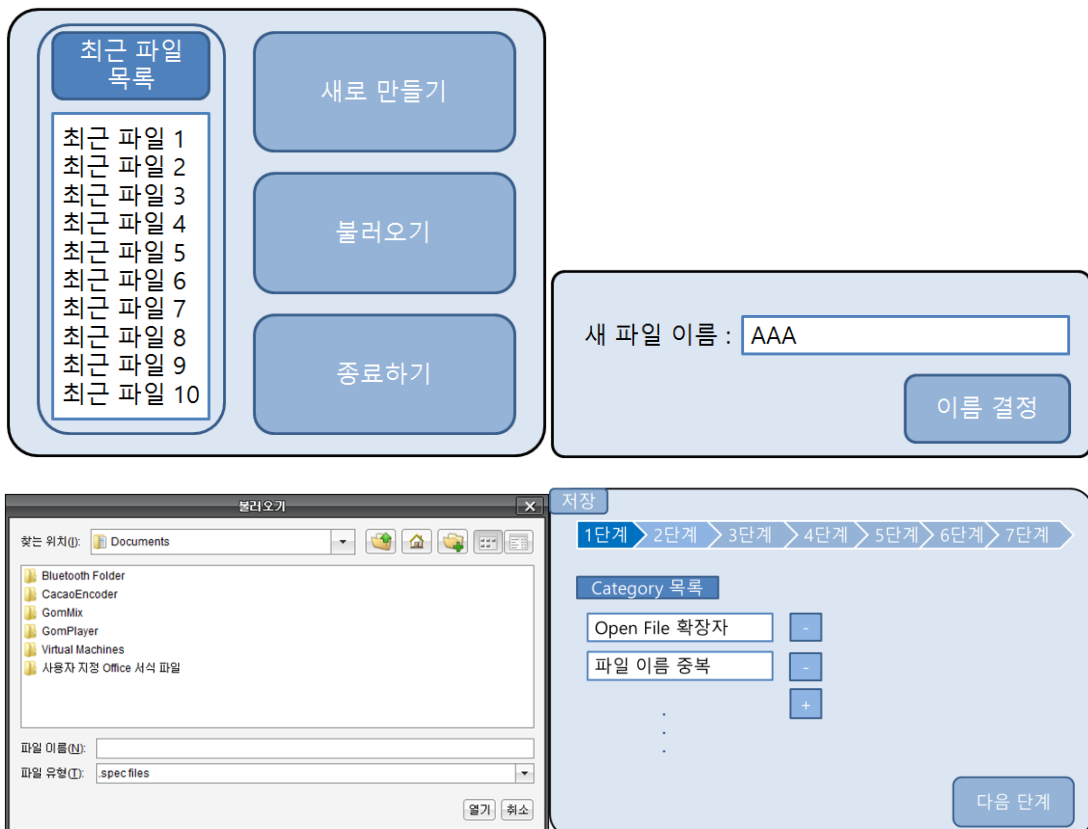 최근 파일
목록
최근 파일 1
최근 파일 2
최근 파일 3
최근 파일 4
최근 파일 5
최근 파일 6
최근 파일 7
최근 파일 8
최근 파일 9
최근 파일 10
새로 만들기
불러오기
종료하기
새 파일 이름 : AAA
이름 결정
불러오기
찾는 위치(I): Documents
Bluetooth Folder
CacaoEncoder
GomMix
GomPlayer
Virtual Machines
사용자 지정 Office 서식 파일
파일 이름(N):
파일 유형(T): .spec files
열기 취소
저장
1단계 2단계 3단계 4단계 5단계 6단계 7단계
Category 목록
Open File 확장자 -
파일 이름 중복 -
+
.
.
.
다음 단계